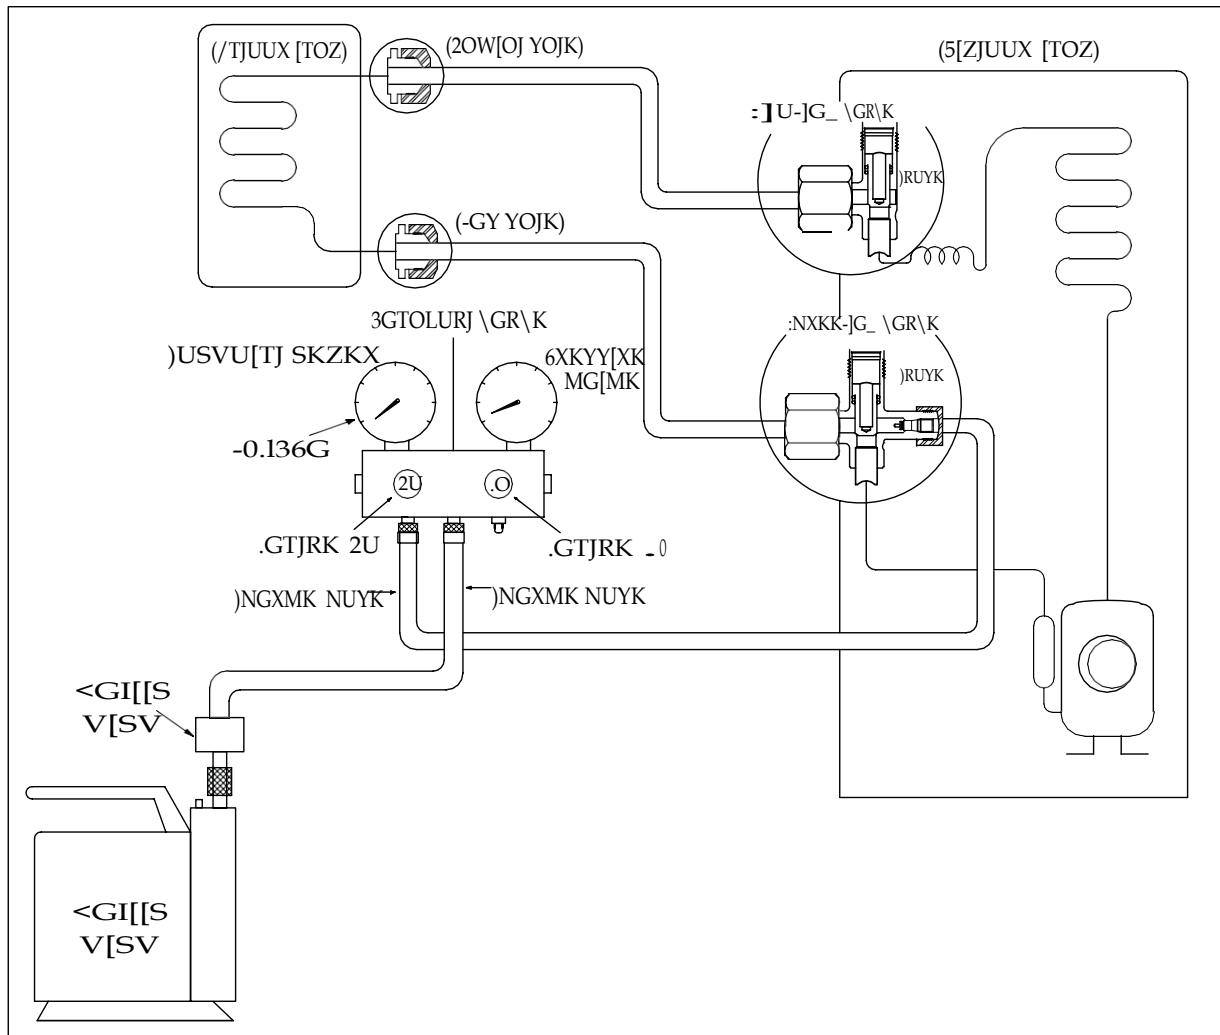 (/TJUUX [TOZ)
(2OW[OJ YOJK)
(5[ZJUUX [TOZ)
:]U-]G_ \GR\K
)RUYK
(-GY YOJK)
3GTOLURJ \GR\K
:NXKK-]G_ \GR\K
)USVU[TJ SKZKX
6XKYY[XK
MG[MK
)RUYK
-0.136G
2U
.O
.GTJRK 2U
.GTJRK .0
)NGXMK NUYK
)NGXMK NUYK
<GI[[S
V[SV
<GI[[S
V[SV